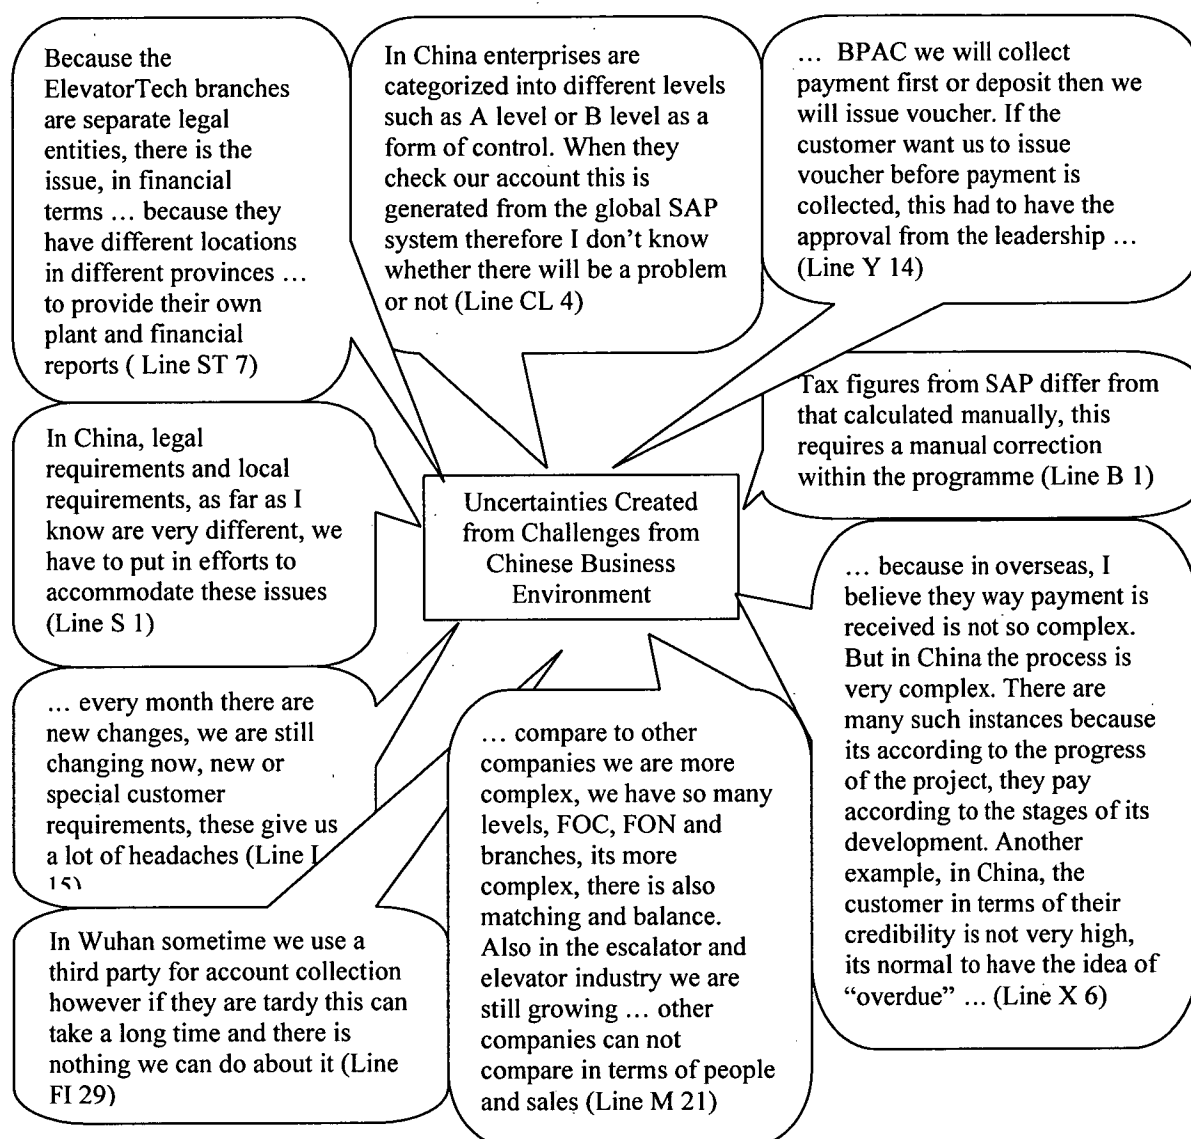 Because the
ElevatorTech branches
are separate legal
entities, there is the
issue, in financial
terms … because they
have different locations
in different provinces …
to provide their own
plant and financial
reports ( Line ST 7)
In China enterprises are
categorized into different levels
such as A level or B level as a
form of control. When they
check our account this is
generated from the global SAP
system therefore I don't know
whether there will be a problem
or not (Line CL 4)
… BPAC we will collect
payment first or deposit then we
will issue voucher. If the
customer want us to issue
voucher before payment is
collected, this had to have the
approval from the leadership …
(Line Y 14)
Tax figures from SAP differ from
that calculated manually, this
requires a manual correction
within the programme (Line B 1)
In China, legal
requirements and local
requirements, as far as I
know are very different, we
have to put in efforts to
accommodate these issues
(Line S 1)
Uncertainties Created
from Challenges from
Chinese Business
Environment
… because in overseas, I
believe they way payment is
received is not so complex.
But in China the process is
very complex. There are
many such instances because
its according to the progress
of the project, they pay
according to the stages of its
development. Another
example, in China, the
customer in terms of their
credibility is not very high,
its normal to have the idea of
“overdue” … (Line X 6)
… every month there are
new changes, we are still
changing now, new or
special customer
requirements, these give us
a lot of headaches (Line
15)
… compare to other
companies we are more
complex, we have so many
levels, FOC, FON and
branches, its more
complex, there is also
matching and balance.
Also in the escalator and
elevator industry we are
still growing … other
companies can not
compare in terms of people
and sales (Line M 21)
In Wuhan sometime we use a
third party for account collection
however if they are tardy this can
take a long time and there is
nothing we can do about it (Line
FI 29)